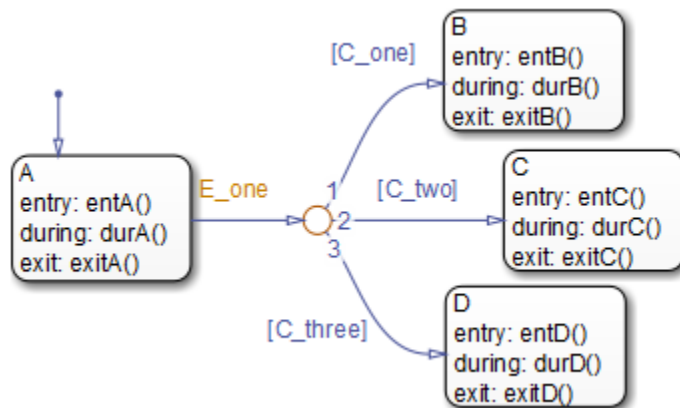 B
entry: entB()
during: durB()
exit: exitB()
[C_one]
A
entry: entA()
during: durA()
exit: exitA()
E_one
1
2
3
[C_two]
C
entry: entC()
during: durC()
exit: exitC()
[C_three]
D
entry: entD()
during: durD()
exit: exitD()